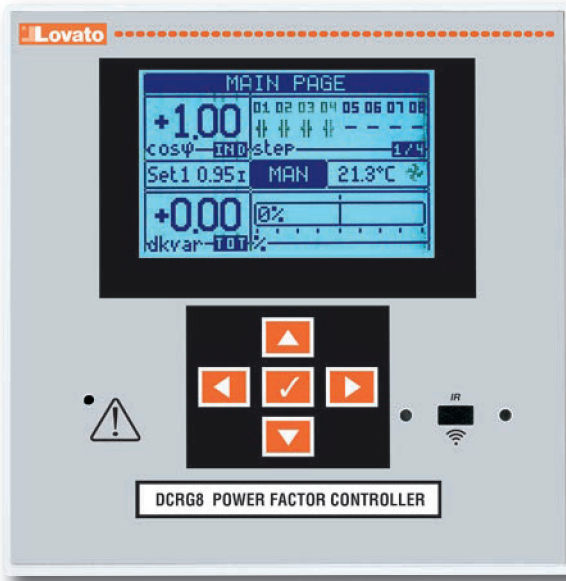 Lovato
MAIN PAGE
+1.00
01 02 03 04 05 06 07 08
cosφ IND step 1/4
Set1 0.95I MAN 21.3°C
+0.00 0%
dkvar TOT %
IR
DCRG8 POWER FACTOR CONTROLLER